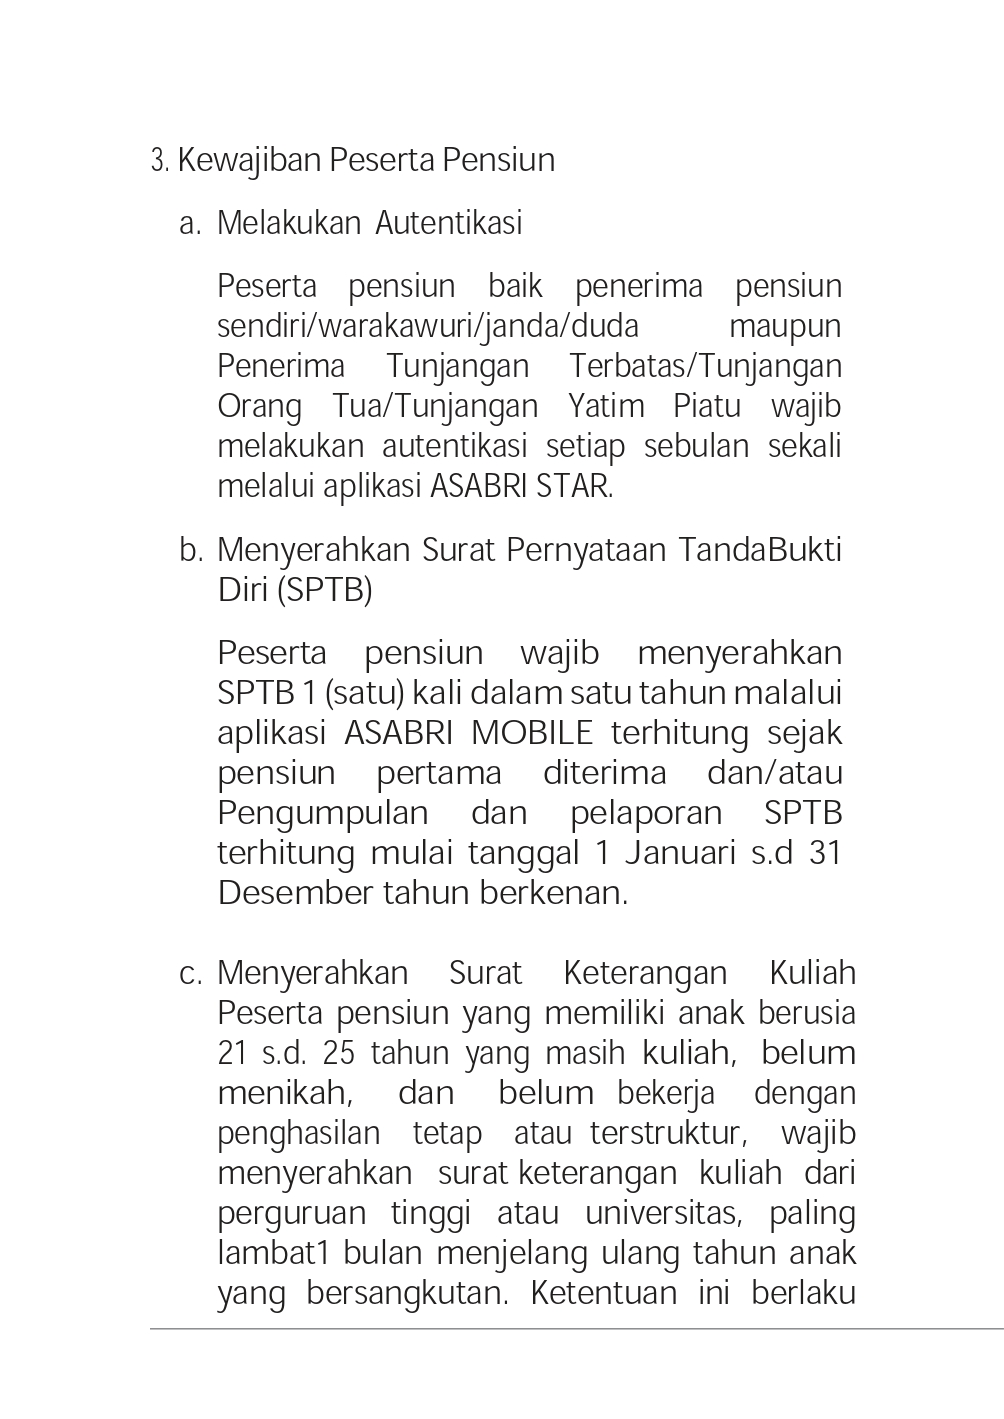 3. Kewajiban Peserta Pensiun
a. Melakukan Autentikasi
Peserta pensiun baik penerima pensiun
sendiri/warakawuri/janda/duda maupun
Penerima Tunjangan Terbatas/Tunjangan
Orang Tua/Tunjangan Yatim Piatu wajib
melakukan autentikasi setiap sebulan sekali
melalui aplikasi ASABRI STAR.
b. Menyerahkan Surat Pernyataan TandaBukti
Diri (SPTB)
Peserta pensiun wajib menyerahkan
SPTB 1 (satu) kali dalam satu tahun malalui
aplikasi ASABRI MOBILE terhitung sejak
pensiun pertama diterima dan/atau
Pengumpulan dan pelaporan SPTB
terhitung mulai tanggal 1 Januari s.d 31
Desember tahun berkenan.
c. Menyerahkan Surat Keterangan Kuliah
Peserta pensiun yang memiliki anak berusia
21 s.d. 25 tahun yang masih kuliah, belum
menikah, dan belum bekerja dengan
penghasilan tetap atau terstruktur, wajib
menyerahkan surat keterangan kuliah dari
perguruan tinggi atau universitas, paling
lambat1 bulan menjelang ulang tahun anak
yang bersangkutan. Ketentuan ini berlaku